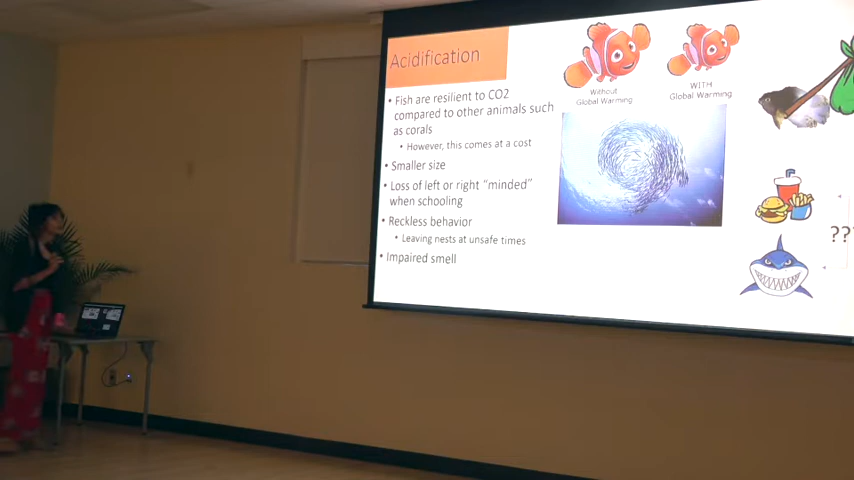 Acidification
• Fish are resilient to CO2
compared to other animals such
as corals
• However, this comes at a cost
• Smaller size
• Loss of left or right "minded"
when schooling
• Reckless behavior
• Leaving nests at unsafe times
• Impaired smell
Without
Global Warming
WITH
Global Warming
???